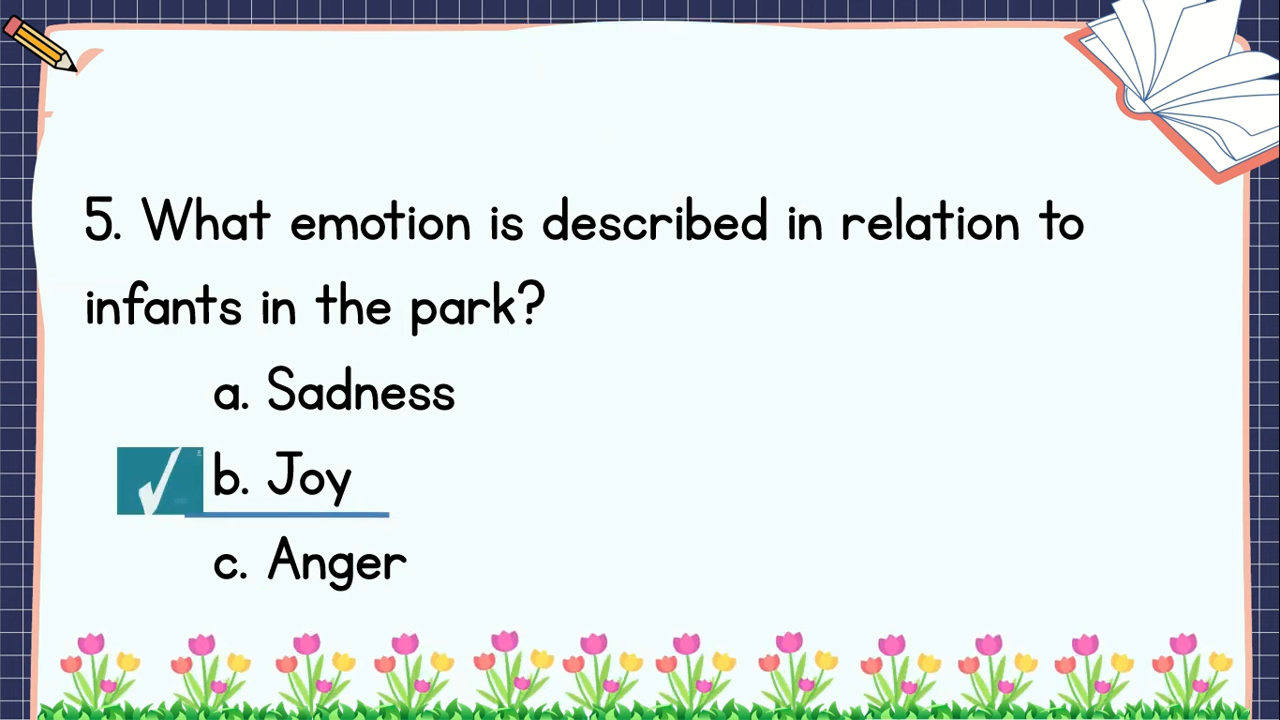 5. What emotion is described in relation to
infants in the park?
a. Sadness
b. Joy
c. Anger